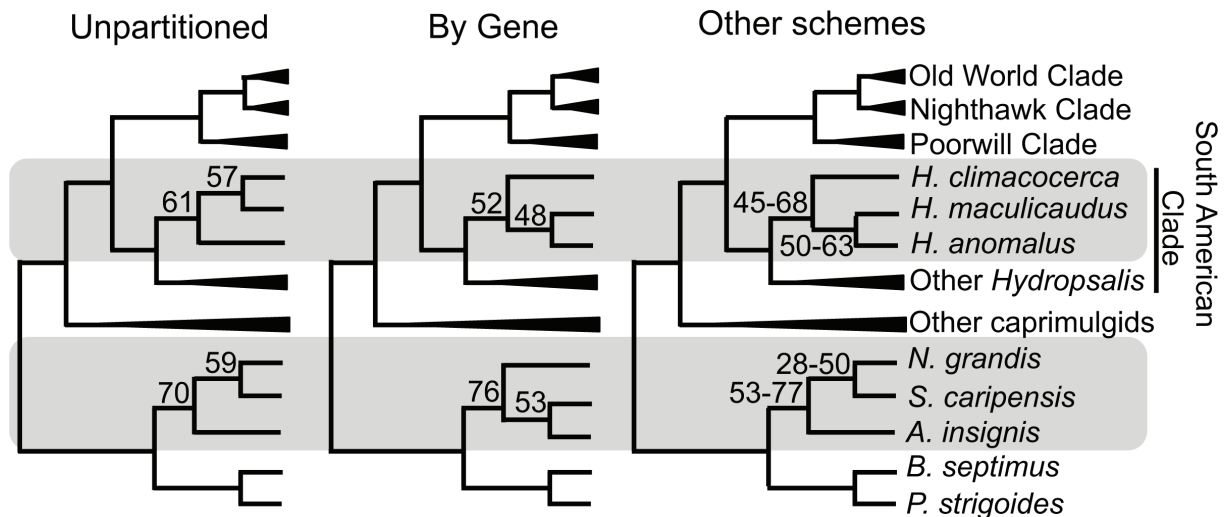 Unpartitioned
By Gene
Other schemes
Old World Clade
Nighthawk Clade
Poorwill Clade
57
61
52
48
45-68
50-63
H. climacocerca
H. maculicaudus
H. anomalus
Other Hydropsalis
South American
Clade
Other caprimulgids
59
70
76
53
28-50
53-77
N. grandis
S. caripensis
A. insignis
B. septimus
P. strigoides